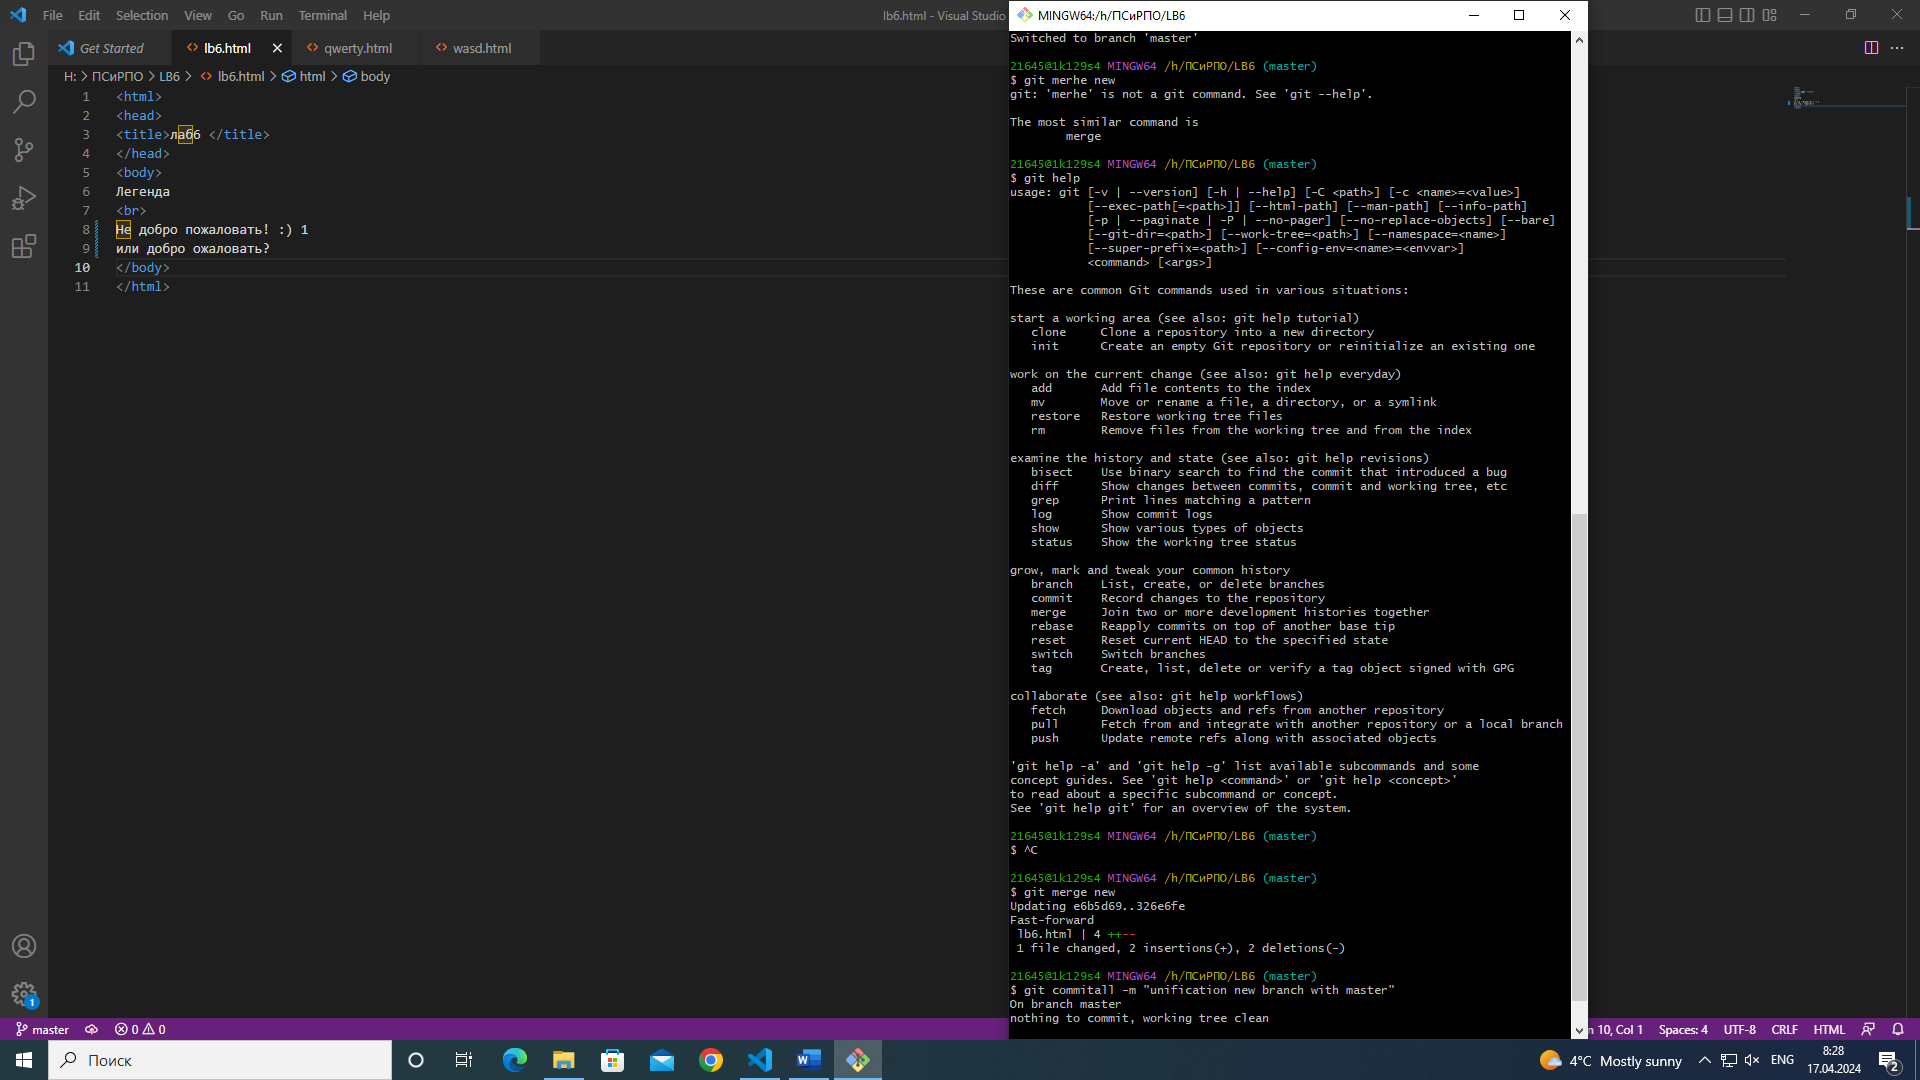 File Edit Selection View Go Run Terminal Help
lb6.html - Visual Studio
Get Started
lb6.html
qwerty.html
wasd.html
H: > ПСиРПО > LB6 > lb6.html > html > body
1 <html>
2 <head>
3 <title>лаб6 </title>
4 </head>
5 <body>
6 Легенда
7 <br>
8 Не добро пожаловать! :) 1
9 или добро ожаловать?
10 </body>
11 </html>
MINGW64:/h/ПСиРПО/LB6
Switched to branch 'master'
21645@1k129s4 MINGW64 /h/ПСиРПО/LB6 (master)
$ git merhe new
git: 'merhe' is not a git command. See 'git --help'.
The most similar command is
merge
21645@1k129s4 MINGW64 /h/ПСиРПО/LB6 (master)
$ git help
usage: git [-v | --version] [-h | --help] [-C <path>] [-c <name>=<value>]
[--exec-path[=<path>]] [--html-path] [--man-path] [--info-path]
[-p | --paginate | -P | --no-pager] [--no-replace-objects] [--bare]
[--git-dir=<path>] [--work-tree=<path>] [--namespace=<name>]
[--super-prefix=<path>] [--config-env=<name>=<envvar>]
<command> [<args>]
These are common Git commands used in various situations:
start a working area (see also: git help tutorial)
clone Clone a repository into a new directory
init Create an empty Git repository or reinitialize an existing one
work on the current change (see also: git help everyday)
add Add file contents to the index
mv Move or rename a file, a directory, or a symlink
restore Restore working tree files
rm Remove files from the working tree and from the index
examine the history and state (see also: git help revisions)
bisect Use binary search to find the commit that introduced a bug
diff Show changes between commits, commit and working tree, etc
grep Print lines matching a pattern
log Show commit logs
show Show various types of objects
status Show the working tree status
grow, mark and tweak your common history
branch List, create, or delete branches
commit Record changes to the repository
merge Join two or more development histories together
rebase Reapply commits on top of another base tip
reset Reset current HEAD to the specified state
switch Switch branches
tag Create, list, delete or verify a tag object signed with GPG
collaborate (see also: git help workflows)
fetch Download objects and refs from another repository
pull Fetch from and integrate with another repository or a local branch
push Update remote refs along with associated objects
'git help -a' and 'git help -g' list available subcommands and some
concept guides. See 'git help <command>' or 'git help <concept>'
to read about a specific subcommand or concept.
See 'git help git' for an overview of the system.
21645@1k129s4 MINGW64 /h/ПСиРПО/LB6 (master)
$ ^C
21645@1k129s4 MINGW64 /h/ПСиРПО/LB6 (master)
$ git merge new
Updating e6b5d69..326e6fe
Fast-forward
lb6.html | 4 ++--
1 file changed, 2 insertions(+), 2 deletions(-)
21645@1k129s4 MINGW64 /h/ПСиРПО/LB6 (master)
$ git commitall -m "unification new branch with master"
On branch master
nothing to commit, working tree clean
1
master 0 0
n 10, Col 1 Spaces: 4 UTF-8 CRLF HTML
Поиск
4°C Mostly sunny
ENG
8:28
17.04.2024
2